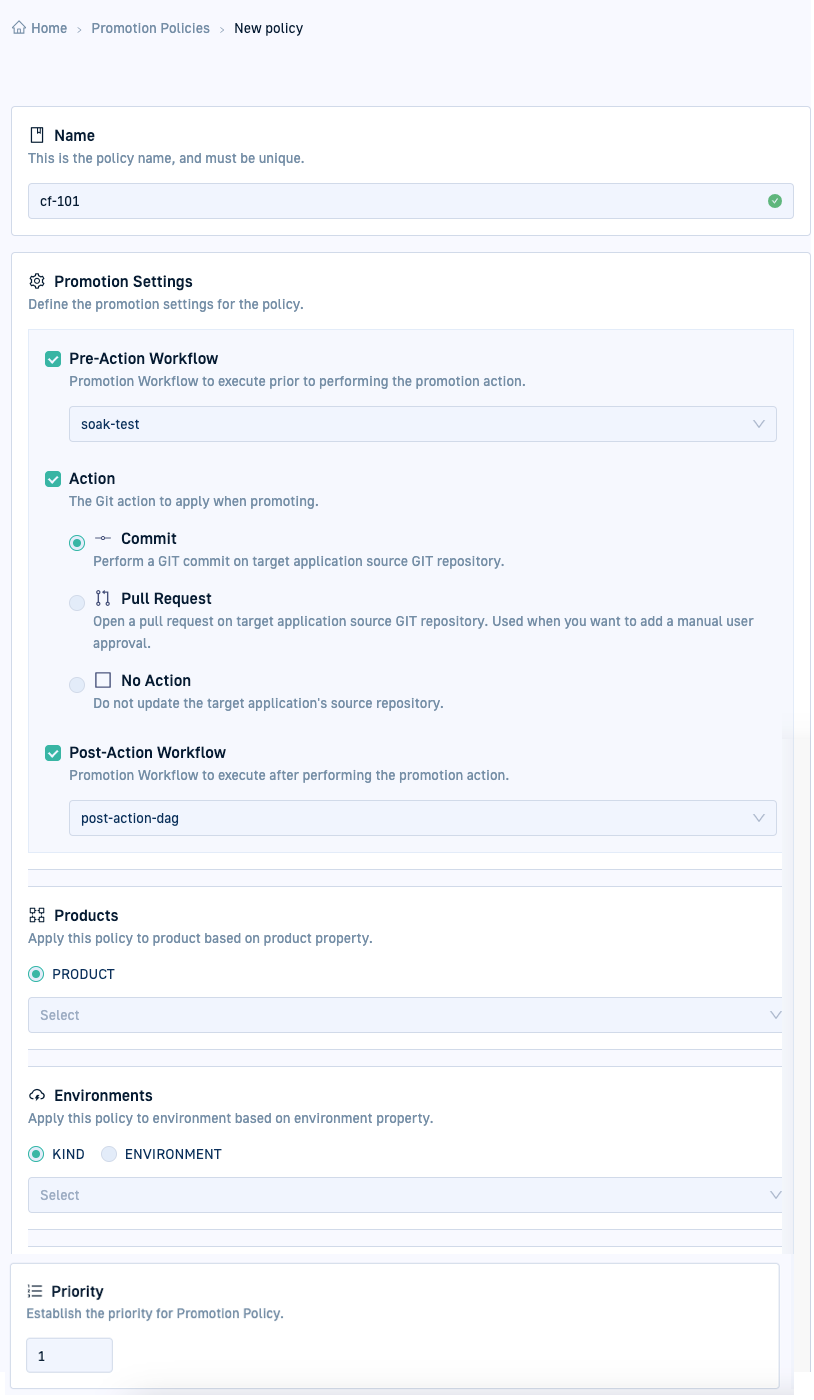 Home > Promotion Policies > New policy
Name
This is the policy name, and must be unique.
cf-101
Promotion Settings
Define the promotion settings for the policy.
Pre-Action Workflow
Promotion Workflow to execute prior to performing the promotion action.
soak-test
Action
The Git action to apply when promoting.
Commit
Perform a GIT commit on target application source GIT repository.
Pull Request
Open a pull request on target application source GIT repository. Used when you want to add a manual user
approval.
No Action
Do not update the target application's source repository.
Post-Action Workflow
Promotion Workflow to execute after performing the promotion action.
post-action-dag
Products
Apply this policy to product based on product property.
PRODUCT
Select
Environments
Apply this policy to environment based on environment property.
KIND ENVIRONMENT
Select
Priority
Establish the priority for Promotion Policy.
1